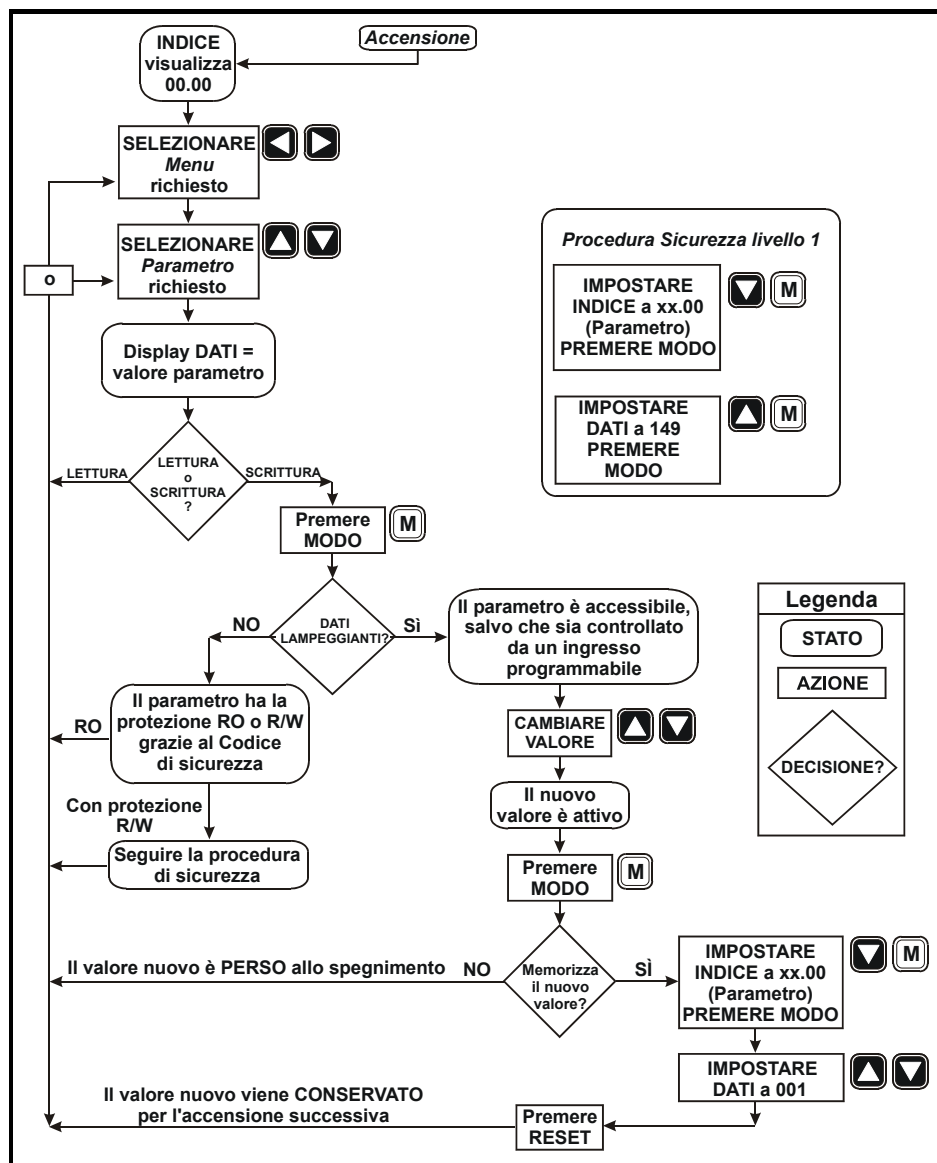 INDICE
visualizza
00.00
Accensione
SELEZIONARE
Menu
richiesto
SELEZIONARE
Parametro
richiesto
o
Display DATI =
valore parametro
LETTURA
LETTURA
o
SCRITTURA
?
SCRITTURA
Premere
MODO
M
Procedura Sicurezza livello 1
IMPOSTARE
INDICE a xx.00
(Parametro)
PREMERE MODO
M
IMPOSTARE
DATI a 149
PREMERE
MODO
M
NO
DATI
LAMPEGGIANTI?
Sì
Il parametro è accessibile,
salvo che sia controllato
da un ingresso
programmabile
Legenda
STATO
AZIONE
DECISIONE?
RO
Il parametro ha la
protezione RO o R/W
grazie al Codice
di sicurezza
CAMBIARE
VALORE
Con protezione
R/W
Il nuovo
valore è attivo
Seguire la procedura
di sicurezza
Premere
MODO
M
Il valore nuovo è PERSO allo spegnimento
NO
Memorizza
il nuovo
valore?
SÌ
IMPOSTARE
INDICE a xx.00
(Parametro)
PREMERE MODO
M
IMPOSTARE
DATI a 001
Il valore nuovo viene CONSERVATO
per l'accensione successiva
Premere
RESET